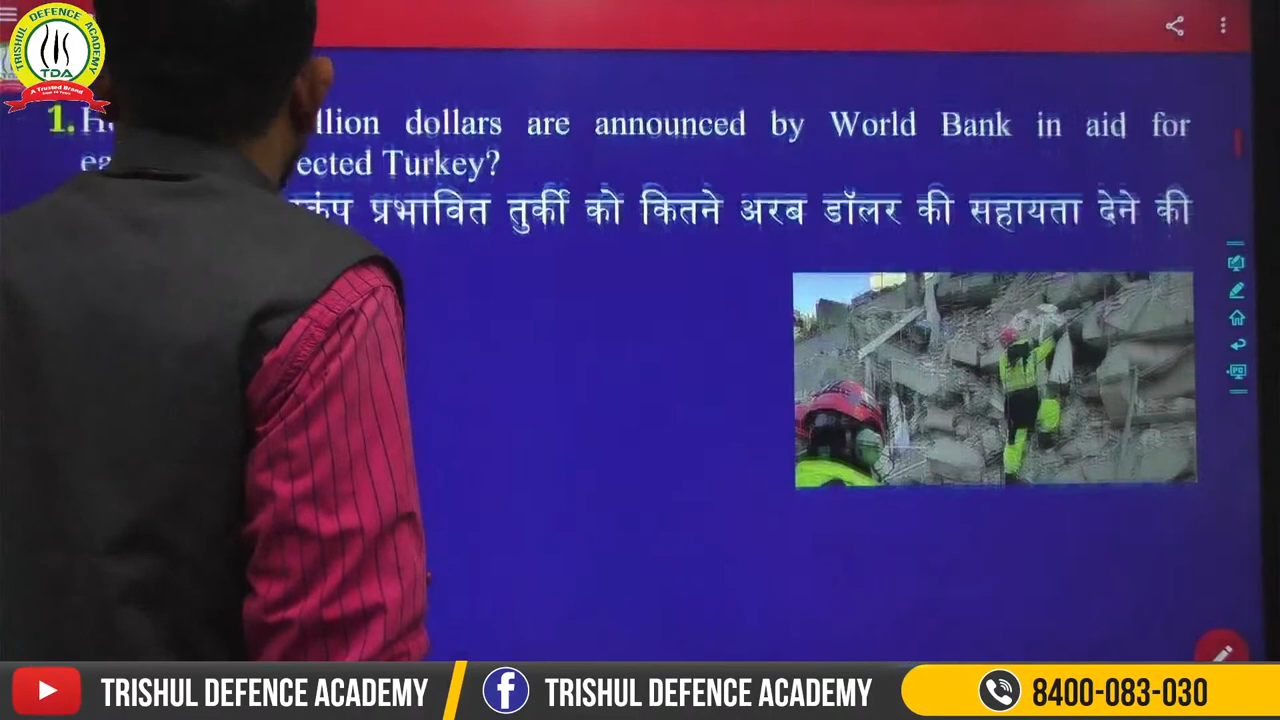 TRISHUL DEFENCE ACADEMY
TDA
A Trusted Brand
1. llion dollars are announced by World Bank in aid for
ected Turkey?
प्रभावित तुर्की को कितने अरब डॉलर की सहायता देने की
PC
TRISHUL DEFENCE ACADEMY
f TRISHUL DEFENCE ACADEMY
8400-083-030